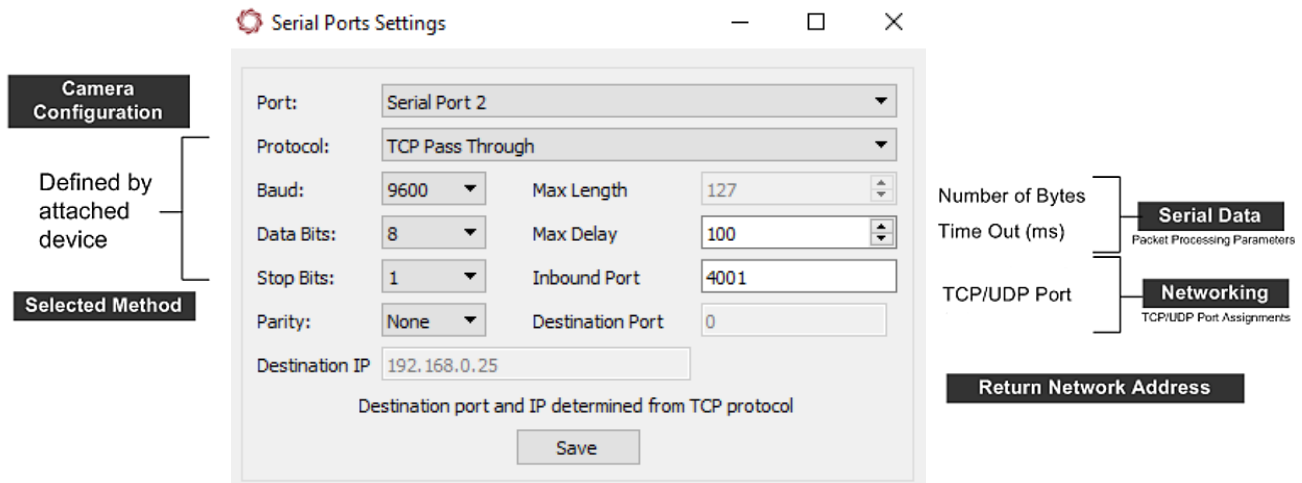 Serial Ports Settings
Camera
Configuration
Defined by
attached
device
Selected Method
Port: Serial Port 2
Protocol: TCP Pass Through
Baud: 9600 Max Length 127
Data Bits: 8 Max Delay 100
Stop Bits: 1 Inbound Port 4001
Parity: None Destination Port 0
Destination IP 192.168.0.25
Destination port and IP determined from TCP protocol
Save
Number of Bytes
Time Out (ms)
Serial Data
Packet Processing Parameters
TCP/UDP Port
Networking
TCP/UDP Port Assignments
Return Network Address